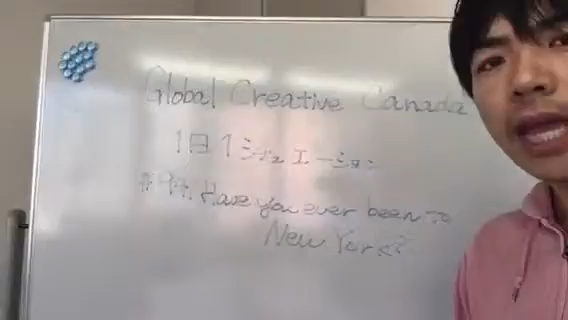 Global Creative Canada
1日1シチュエーション
#44. Have you ever been to
New York?